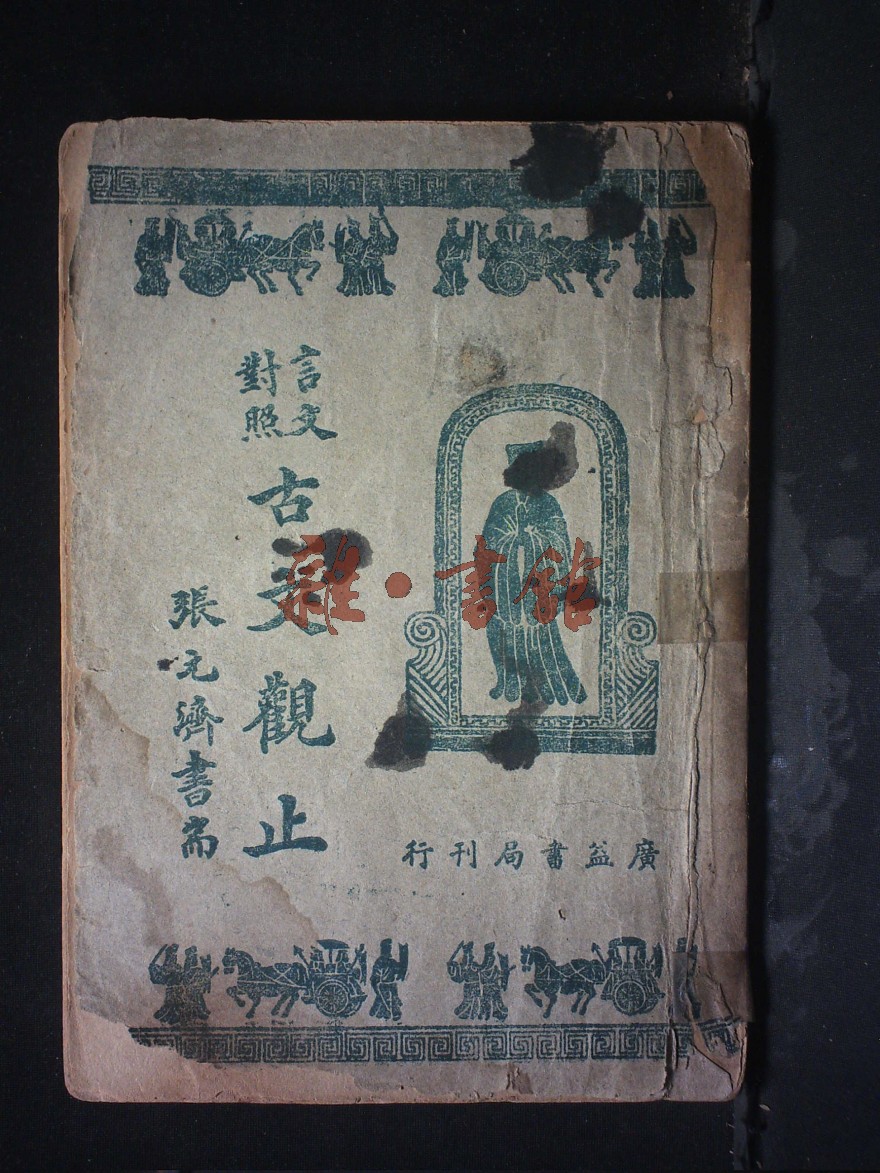 言文
對照
古文觀止
張元濟書耑
廣益書局刊行
雜·書館